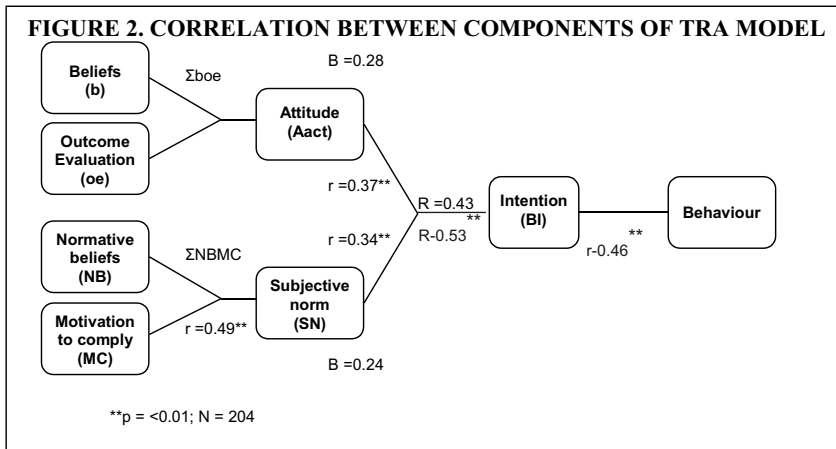 FIGURE 2. CORRELATION BETWEEN COMPONENTS OF TRA MODEL
B =0.28
Beliefs
(b)
Σboe
Attitude
(Aact)
Outcome
Evaluation
(oe)
r =0.37**
R =0.43
**
R-0.53
Intention
(BI)
**
r-0.46
Behaviour
Normative
beliefs
(NB)
r =0.34**
ΣNBMC
Subjective
norm
(SN)
Motivation
to comply
(MC)
r =0.49**
B =0.24
**p = <0.01; N = 204